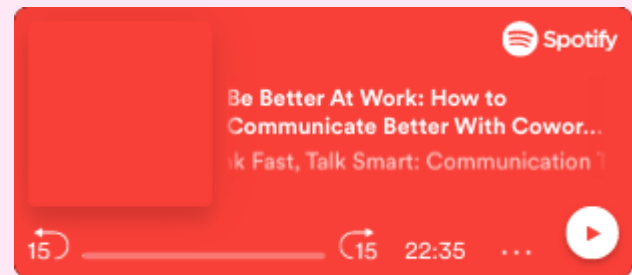 Spotify
Be Better At Work: How to
Communicate Better With Cowor...
k Fast, Talk Smart: Communication T
15
15
22:35